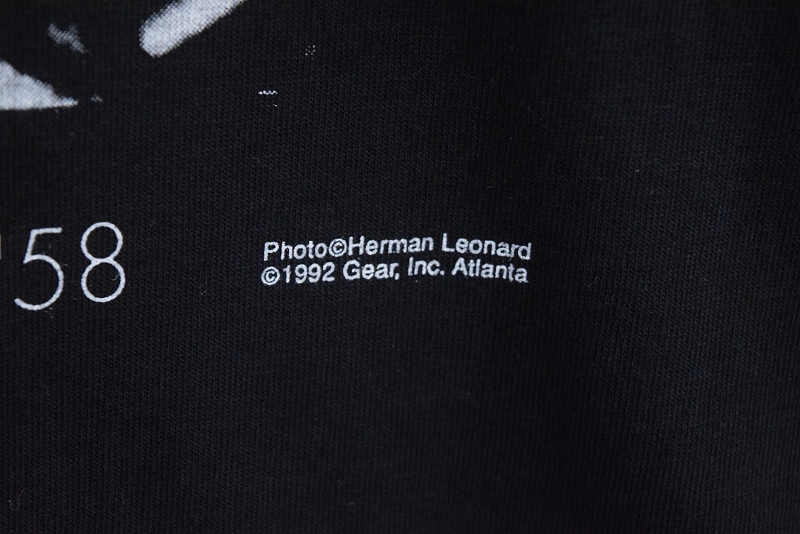 '58
Photo©Herman Leonard
©1992 Gear, Inc. Atlanta